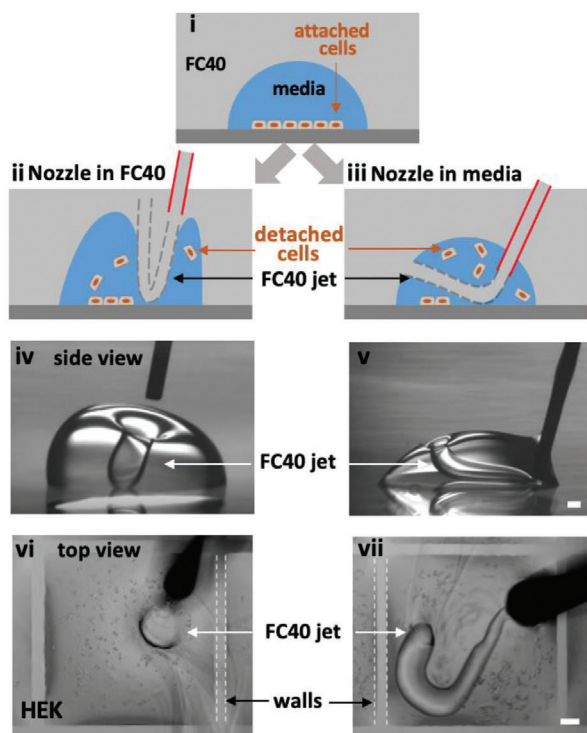 i
attached
cells
FC40
media
ii Nozzle in FC40
iii Nozzle in media
detached
cells
FC40 jet
iv side view
v
FC40 jet
vi top view
vii
FC40 jet
walls
HEK